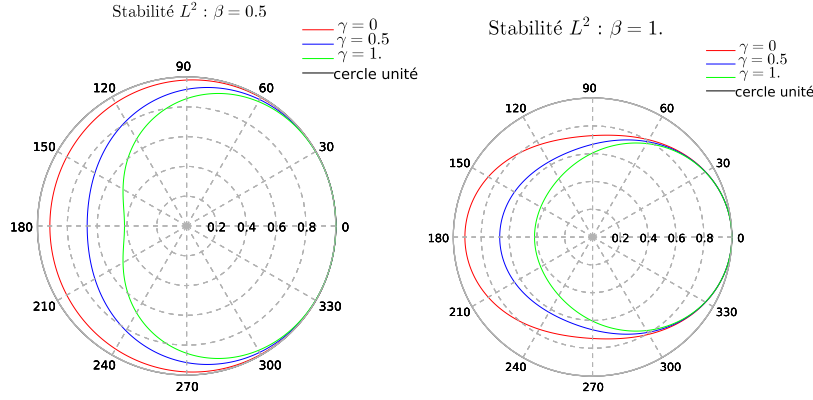 Stabilité L² : β = 0.5
γ = 0
γ = 0.5
γ = 1.
cercle unité
90
120
60
150
30
180
0.2 0.4 0.6 0.8
0
210
330
240
300
270
Stabilité L² : β = 1.
γ = 0
γ = 0.5
γ = 1.
cercle unité
90
120
60
150
30
180
0.2 0.4 0.6 0.8
0
210
330
240
300
270